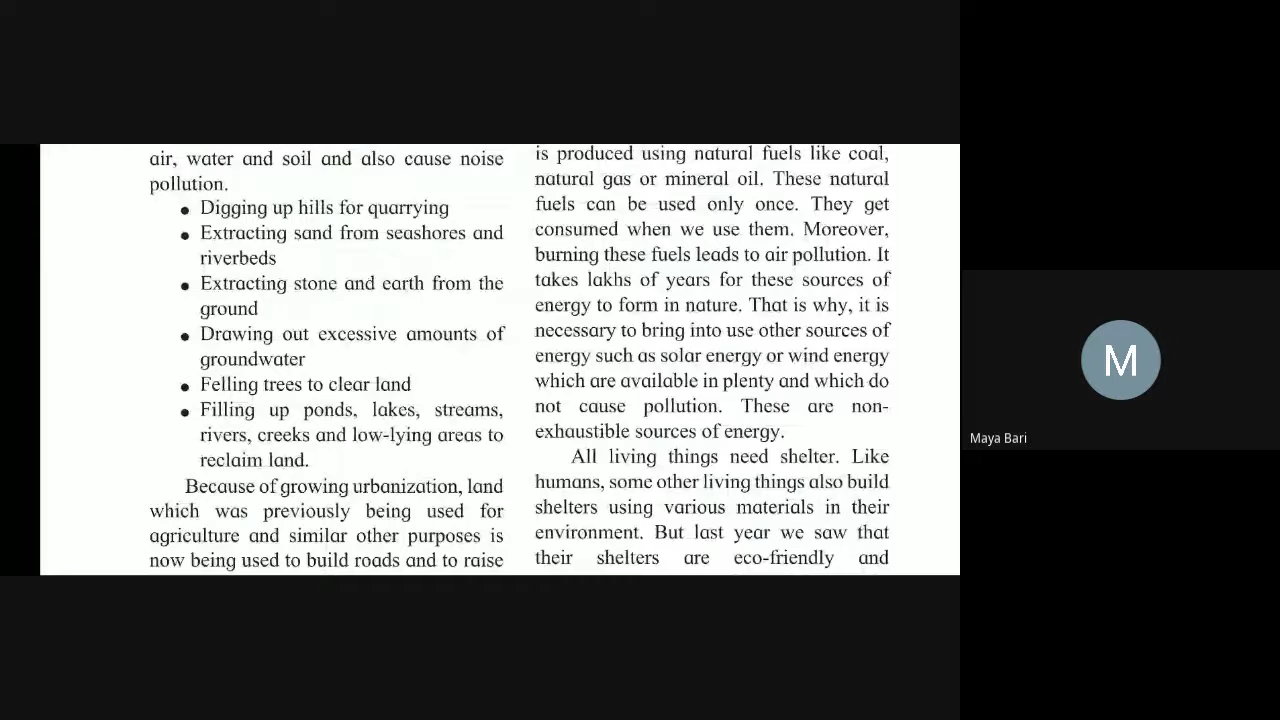 air, water and soil and also cause noise
pollution.
● Digging up hills for quarrying
● Extracting sand from seashores and
riverbeds
● Extracting stone and earth from the
ground
● Drawing out excessive amounts of
groundwater
● Felling trees to clear land
● Filling up ponds, lakes, streams,
rivers, creeks and low-lying areas to
reclaim land.
Because of growing urbanization, land
which was previously being used for
agriculture and similar other purposes is
now being used to build roads and to raise
is produced using natural fuels like coal,
natural gas or mineral oil. These natural
fuels can be used only once. They get
consumed when we use them. Moreover,
burning these fuels leads to air pollution. It
takes lakhs of years for these sources of
energy to form in nature. That is why, it is
necessary to bring into use other sources of
energy such as solar energy or wind energy
which are available in plenty and which do
not cause pollution. These are non-
exhaustible sources of energy.
All living things need shelter. Like
humans, some other living things also build
shelters using various materials in their
environment. But last year we saw that
their shelters are eco-friendly and
M
Maya Bari